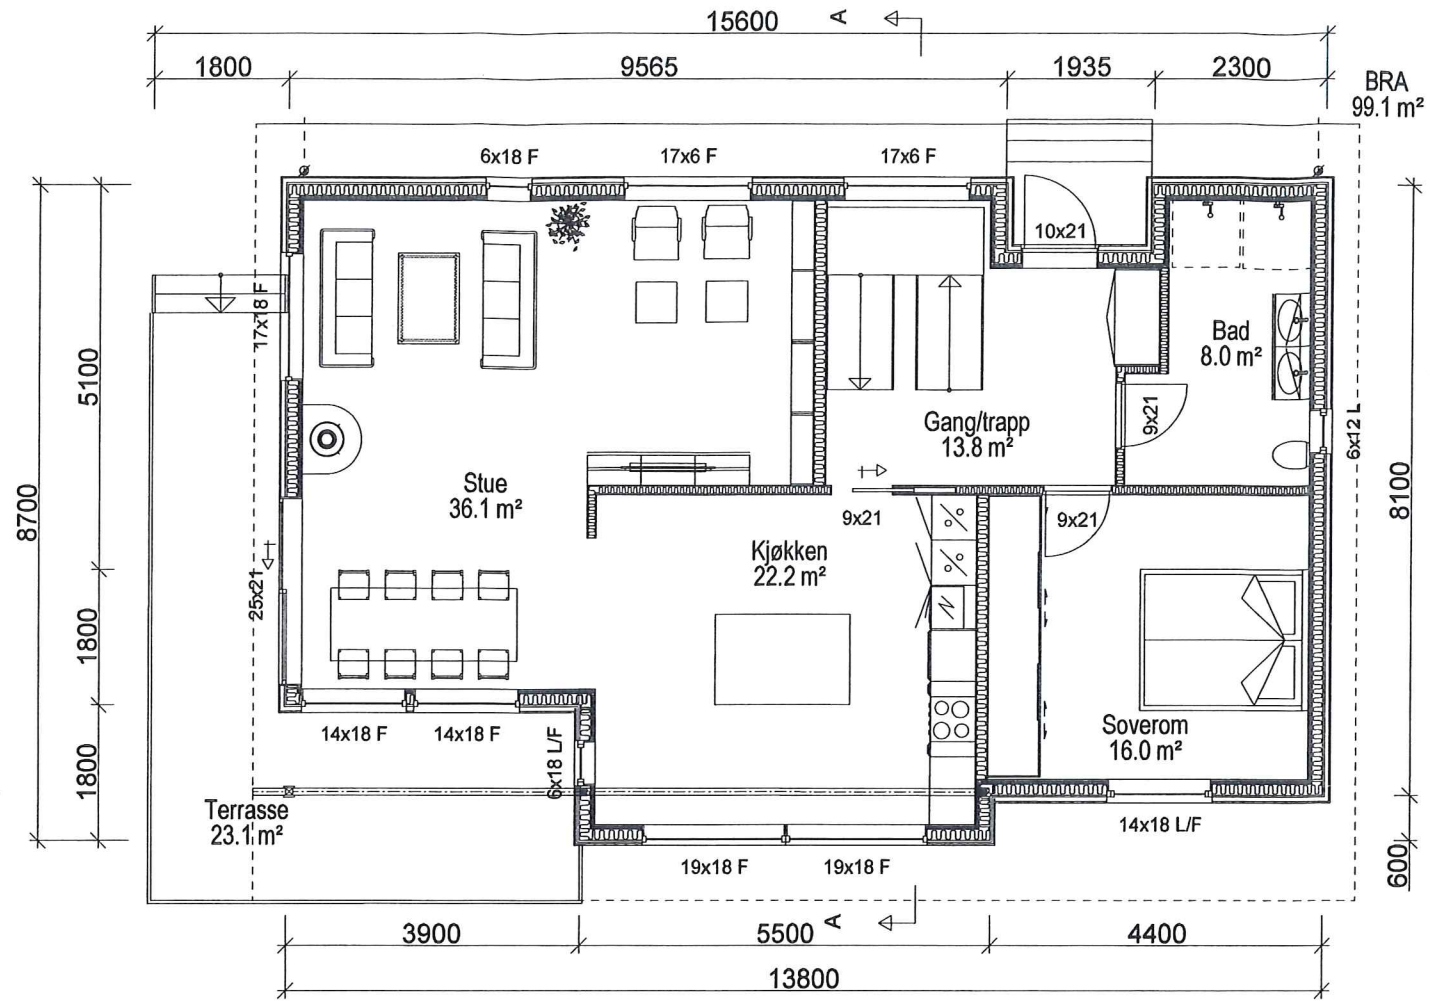 15600
A
1800
9565
1935
2300
BRA
99.1 m²
6x18 F
17x6 F
17x6 F
10x21
17x18 F
5100
Bad
8.0 m²
9x21
6x12 L
Gang/trapp
13.8 m²
Stue
36.1 m²
8700
8100
9x21
9x21
Kjøkken
22.2 m²
25x21
1800
14x18 F
14x18 F
6x18 L/F
Soverom
16.0 m²
1800
Terrasse
23.1 m²
14x18 L/F
19x18 F
19x18 F
600
A
3900
5500
4400
13800